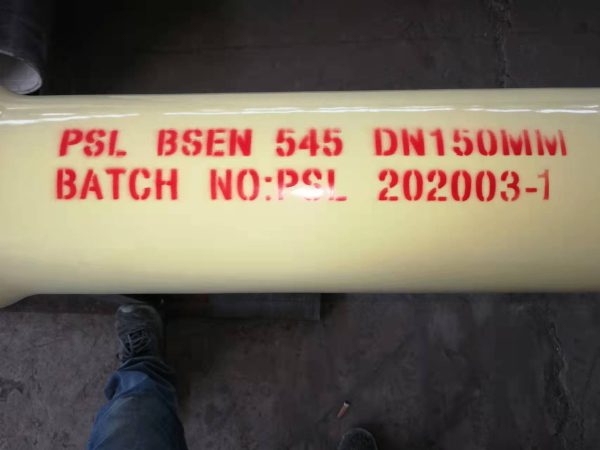 PSL BSEN 545 DN150MM
BATCH NO:PSL 202003-1